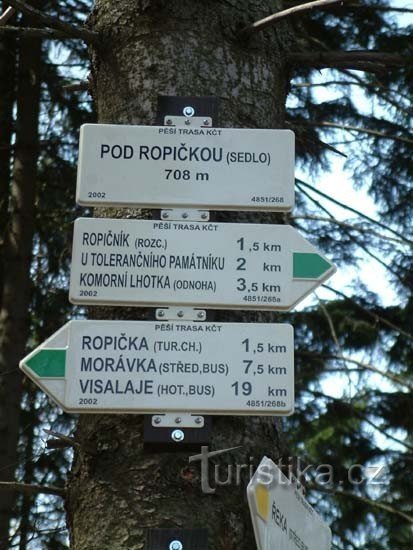 PĚŠÍ TRASA KČT
POD ROPIČKOU (SEDLO)
708 m
2002 4851/268
PĚŠÍ TRASA KČT
ROPIČNÍK (ROZC.) 1,5 km
U TOLERANČNÍHO PAMÁTNÍKU 2 km
KOMORNÍ LHOTKA (ODNOHA) 3,5 km
2002 4851/268a
PĚŠÍ TRASA KČT
ROPIČKA (TUR.CH.) 1,5 km
MORÁVKA (STŘED,BUS) 7,5 km
VISALAJE (HOT.,BUS) 19 km
2002 4851/268b
turistika.cz
ŘEKA